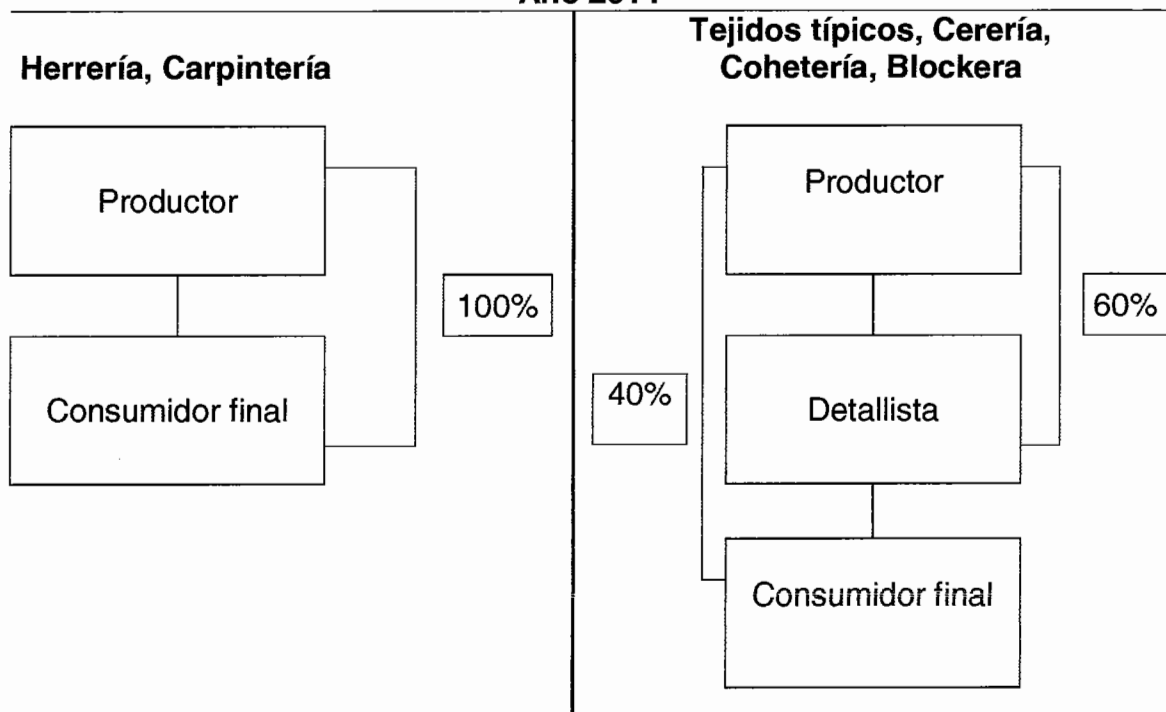 Herrería, Carpintería
Productor
100%
Consumidor final
Tejidos típicos, Cerería,
Cohetería, Blockera
Productor
60%
40%
Detallista
Consumidor final